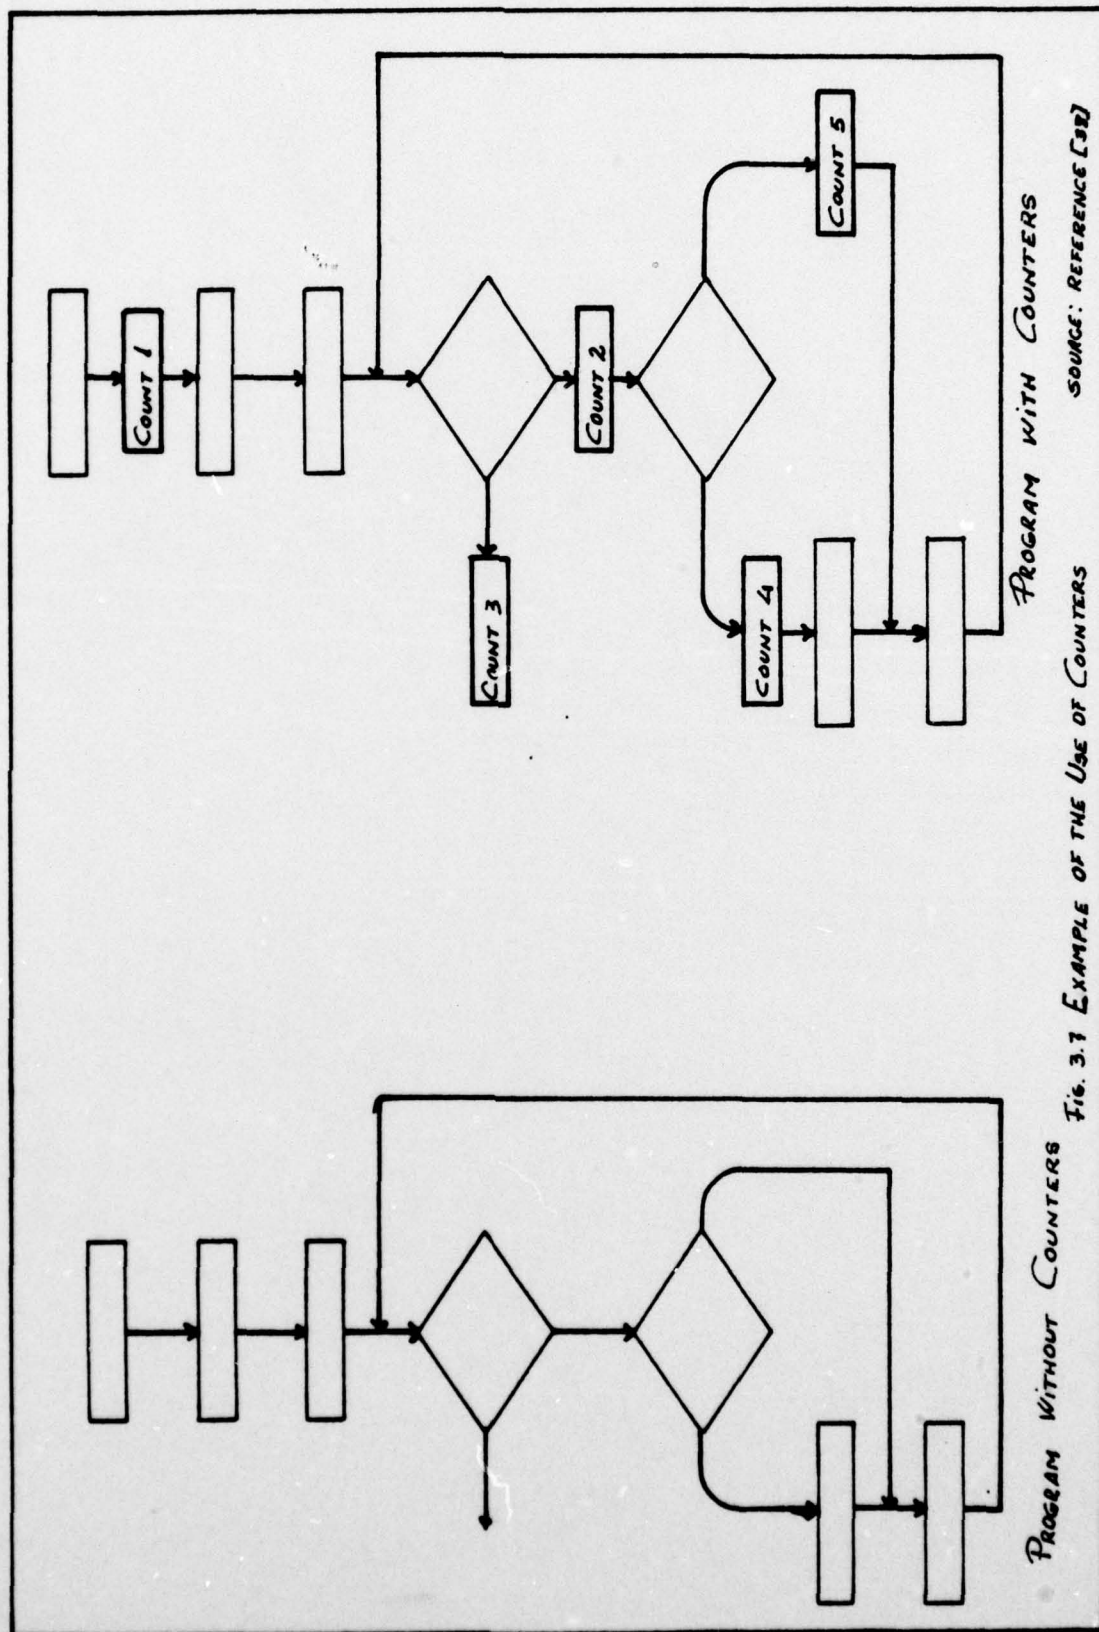 COUNT 1
COUNT 3
COUNT 2
COUNT 4
COUNT 5
PROGRAM WITHOUT COUNTERS
PROGRAM WITH COUNTERS
FIG. 3.7 EXAMPLE OF THE USE OF COUNTERS
SOURCE: REFERENCE